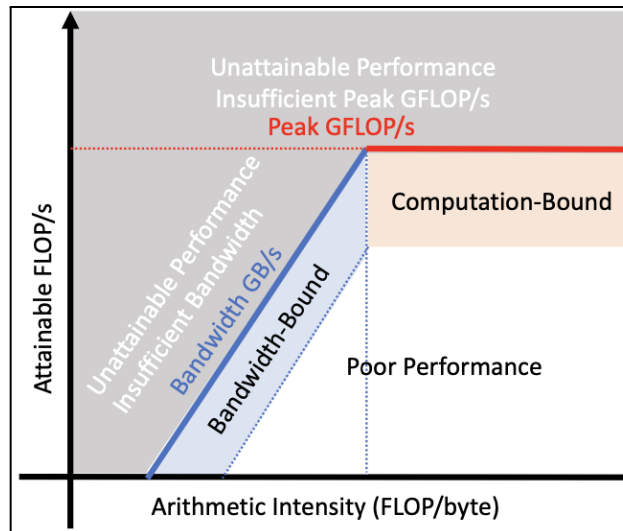 Unattainable Performance
Insufficient Peak GFLOP/s
Peak GFLOP/s
Computation-Bound
Unattainable Performance
Insufficient Bandwidth
Bandwidth GB/s
Bandwidth-Bound
Poor Performance
Attainable FLOP/s
Arithmetic Intensity (FLOP/byte)